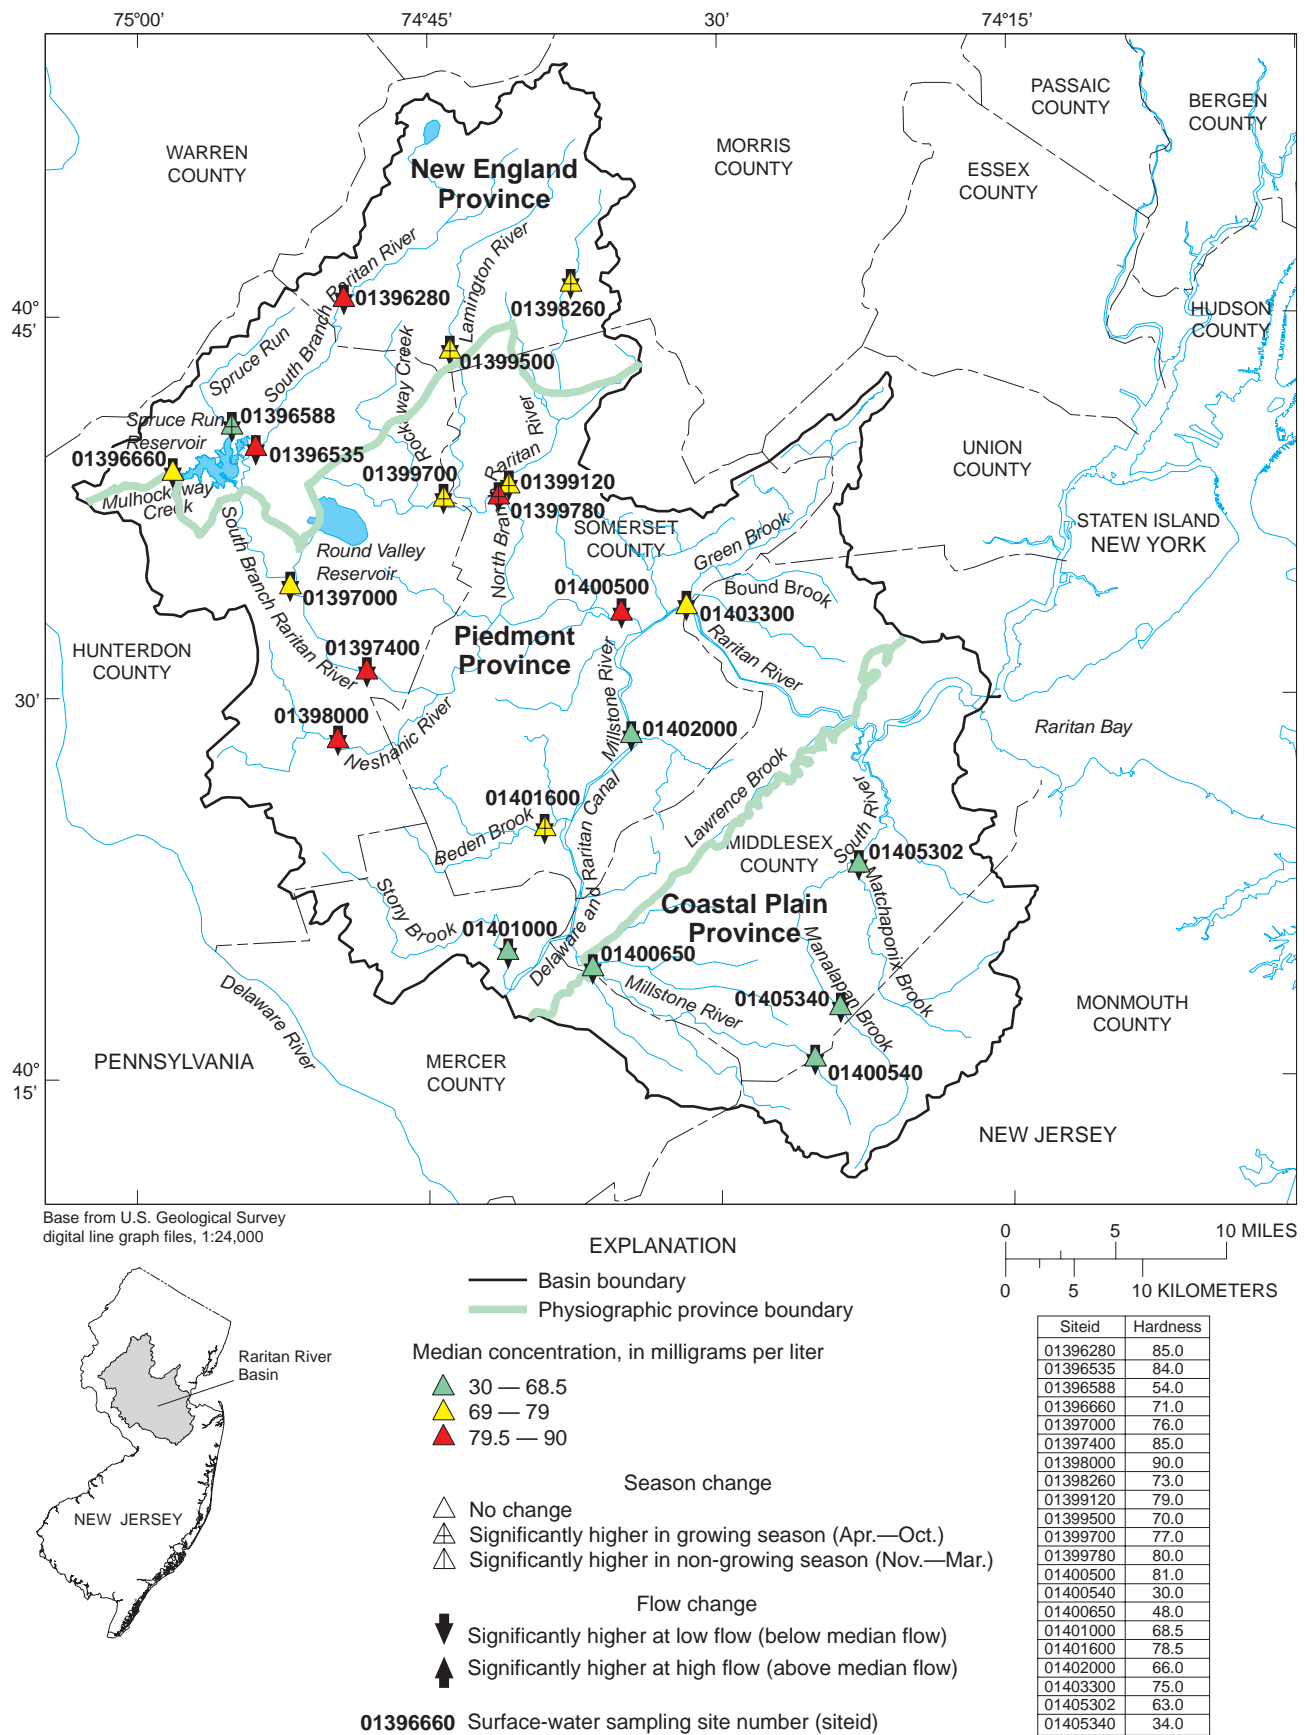 75°00'
74°45'
30'
74°15'
PASSAIC
COUNTY
BERGEN
COUNTY
WARREN
COUNTY
MORRIS
COUNTY
ESSEX
COUNTY
New England
Province
South Branch Raritan River
Lamington River
01396280
01398260
40°
45'
HUDSON
COUNTY
Spruce Run
Rockaway Creek
01399500
Spruce Run
Reservoir
01396588
01396535
01396660
UNION
COUNTY
North Branch Raritan River
01399700
01399120
01399780
Mulhockaway
Creek
SOMERSET
COUNTY
Green Brook
STATEN ISLAND
NEW YORK
Round Valley
Reservoir
South Branch Raritan River
01397000
01400500
Bound Brook
01403300
HUNTERDON
COUNTY
Piedmont
Province
Raritan River
01397400
Millstone River
30'
01398000
Neshanic River
01402000
Raritan Bay
01401600
Beden Brook
Delaware and Raritan Canal
Lawrence Brook
MIDDLESEX
COUNTY
South River
01405302
Stony Brook
Coastal Plain
Province
Matchaponix Brook
01401000
01400650
Manalapan Brook
Delaware River
Millstone River
01405340
MONMOUTH
COUNTY
PENNSYLVANIA
MERCER
COUNTY
01400540
40°
15'
NEW JERSEY
Base from U.S. Geological Survey
digital line graph files, 1:24,000
0 5 10 MILES
0 5 10 KILOMETERS
EXPLANATION
Basin boundary
Physiographic province boundary
Median concentration, in milligrams per liter
30 — 68.5
69 — 79
79.5 — 90
Season change
No change
Significantly higher in growing season (Apr.—Oct.)
Significantly higher in non-growing season (Nov.—Mar.)
Flow change
Significantly higher at low flow (below median flow)
Significantly higher at high flow (above median flow)
01396660 Surface-water sampling site number (siteid)
Raritan River
Basin
NEW JERSEY
Siteid Hardness
01396280 85.0
01396535 84.0
01396588 54.0
01396660 71.0
01397000 76.0
01397400 85.0
01398000 90.0
01398260 73.0
01399120 79.0
01399500 70.0
01399700 77.0
01399780 80.0
01400500 81.0
01400540 30.0
01400650 48.0
01401000 68.5
01401600 78.5
01402000 66.0
01403300 75.0
01405302 63.0
01405340 34.0